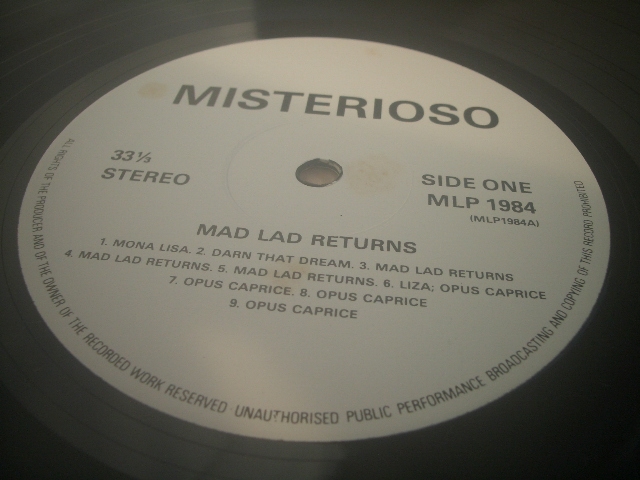 MISTERIOSO
33⅓
STEREO
SIDE ONE
MLP 1984
(MLP1984A)
MAD LAD RETURNS
1. MONA LISA. 2. DARN THAT DREAM. 3. MAD LAD RETURNS
4. MAD LAD RETURNS. 5. MAD LAD RETURNS. 6. LIZA; OPUS CAPRICE
7. OPUS CAPRICE. 8. OPUS CAPRICE
9. OPUS CAPRICE
ALL RIGHTS OF THE PRODUCER AND OF THE OWNER OF THE RECORDED WORK RESERVED UNAUTHORISED PUBLIC PERFORMANCE BROADCASTING AND COPYING OF THIS RECORD PROHIBITED